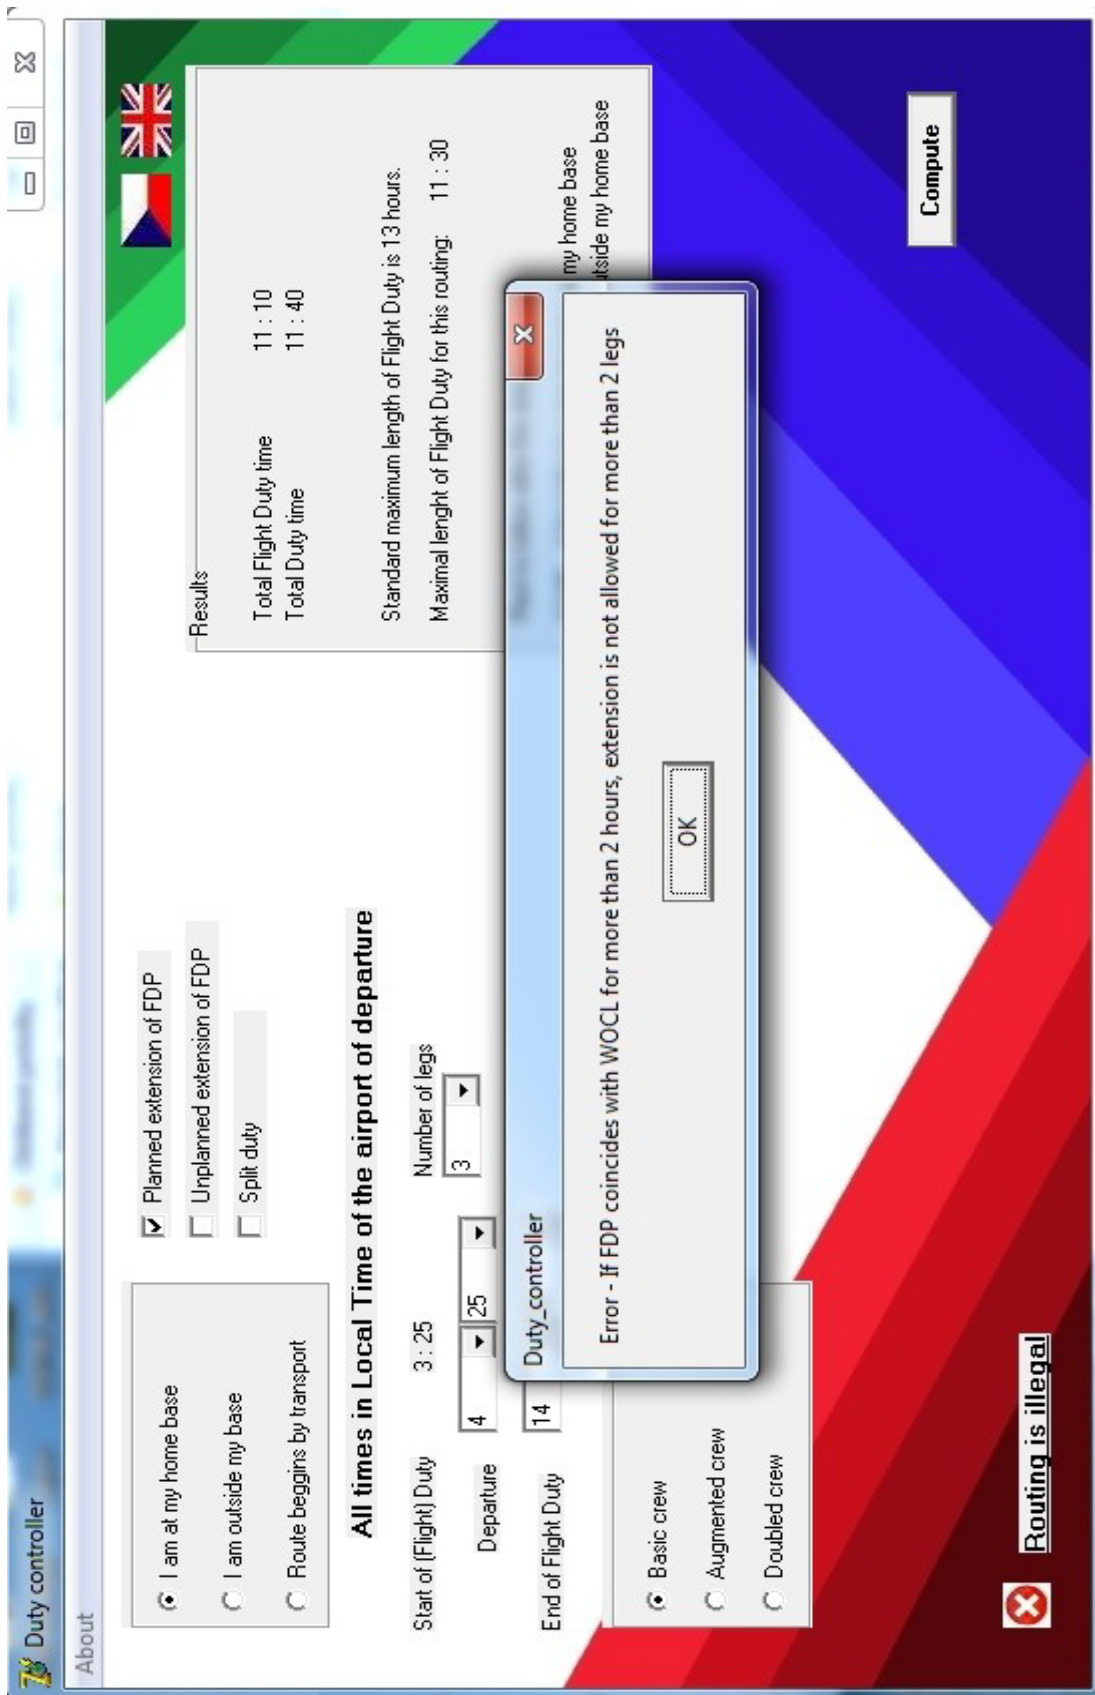 Duty controller
About
I am at my home base
I am outside my base
Route beggins by transport
Planned extension of FDP
Unplanned extension of FDP
Split duty
All times in Local Time of the airport of departure
Start of (Flight) Duty 3 : 25 Number of legs
Departure 4 25 3
End of Flight Duty 14
Basic crew
Augmented crew
Doubled crew
Results
Total Flight Duty time 11 : 10
Total Duty time 11 : 40
Standard maximum length of Flight Duty is 13 hours.
Maximal lenght of Flight Duty for this routing: 11 : 30
my home base
my home base
Duty_controller
Error - If FDP coincides with WOCL for more than 2 hours, extension is not allowed for more than 2 legs
OK
Routing is illegal
Compute